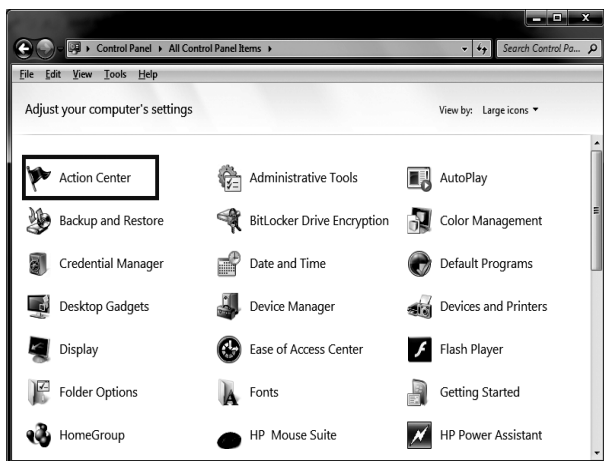 Control Panel ▸ All Control Panel Items ▸
Search Control Pa...
File Edit View Tools Help
Adjust your computer's settings
View by: Large icons ▼
Action Center
Administrative Tools
AutoPlay
Backup and Restore
BitLocker Drive Encryption
Color Management
Credential Manager
Date and Time
Default Programs
Desktop Gadgets
Device Manager
Devices and Printers
Display
Ease of Access Center
Flash Player
Folder Options
Fonts
Getting Started
HomeGroup
HP Mouse Suite
HP Power Assistant